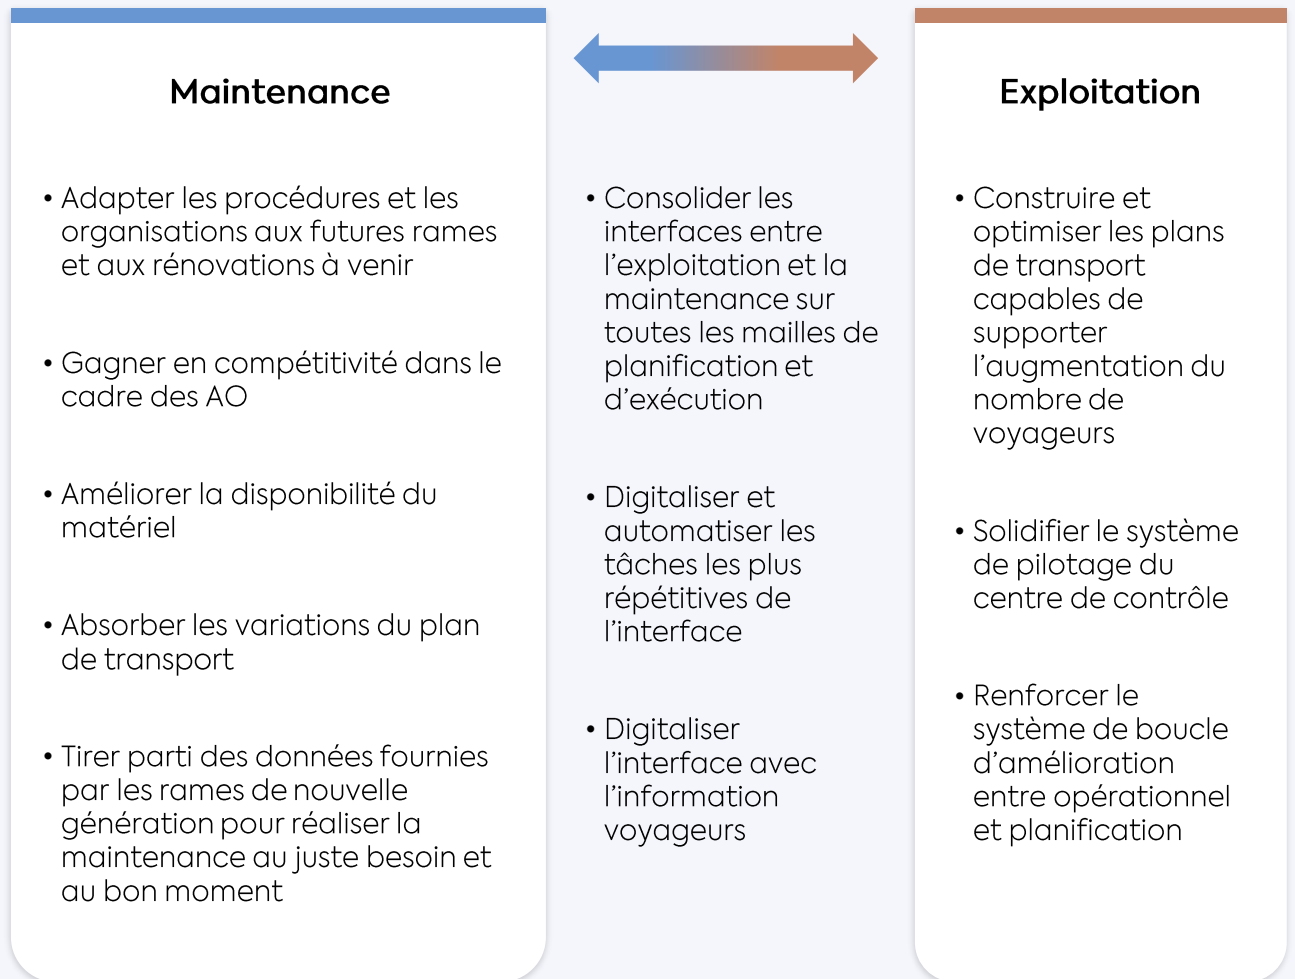 Maintenance
• Adapter les procédures et les
organisations aux futures rames
et aux rénovations à venir
• Gagner en compétitivité dans le
cadre des AO
• Améliorer la disponibilité du
matériel
• Absorber les variations du plan
de transport
• Tirer parti des données fournies
par les rames de nouvelle
génération pour réaliser la
maintenance au juste besoin et
au bon moment
• Consolider les
interfaces entre
l’exploitation et la
maintenance sur
toutes les mailles de
planification et
d’exécution
• Digitaliser et
automatiser les
tâches les plus
répétitives de
l’interface
• Digitaliser
l’interface avec
l’information
voyageurs
Exploitation
• Construire et
optimiser les plans
de transport
capables de
supporter
l’augmentation du
nombre de
voyageurs
• Solidifier le système
de pilotage du
centre de contrôle
• Renforcer le
système de boucle
d’amélioration
entre opérationnel
et planification